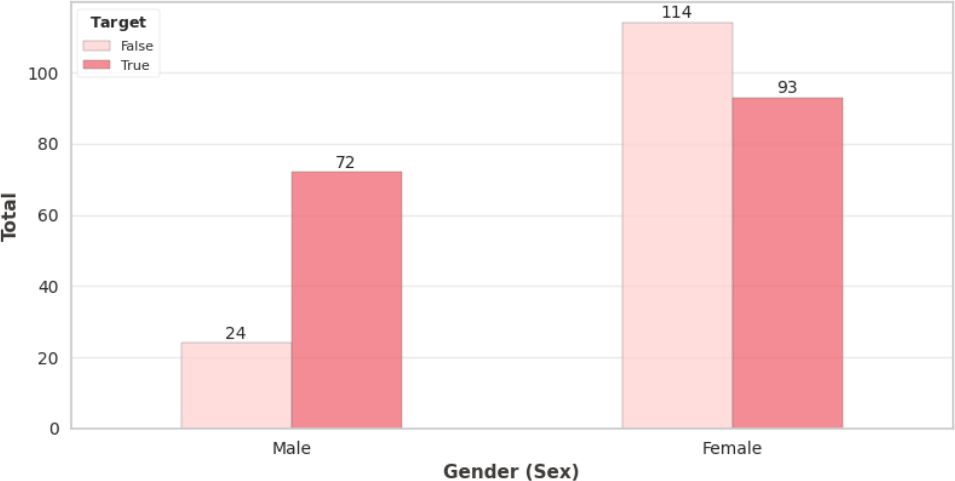 Target
False
True
114
93
72
24
100
80
60
40
20
0
Total
Male
Female
Gender (Sex)